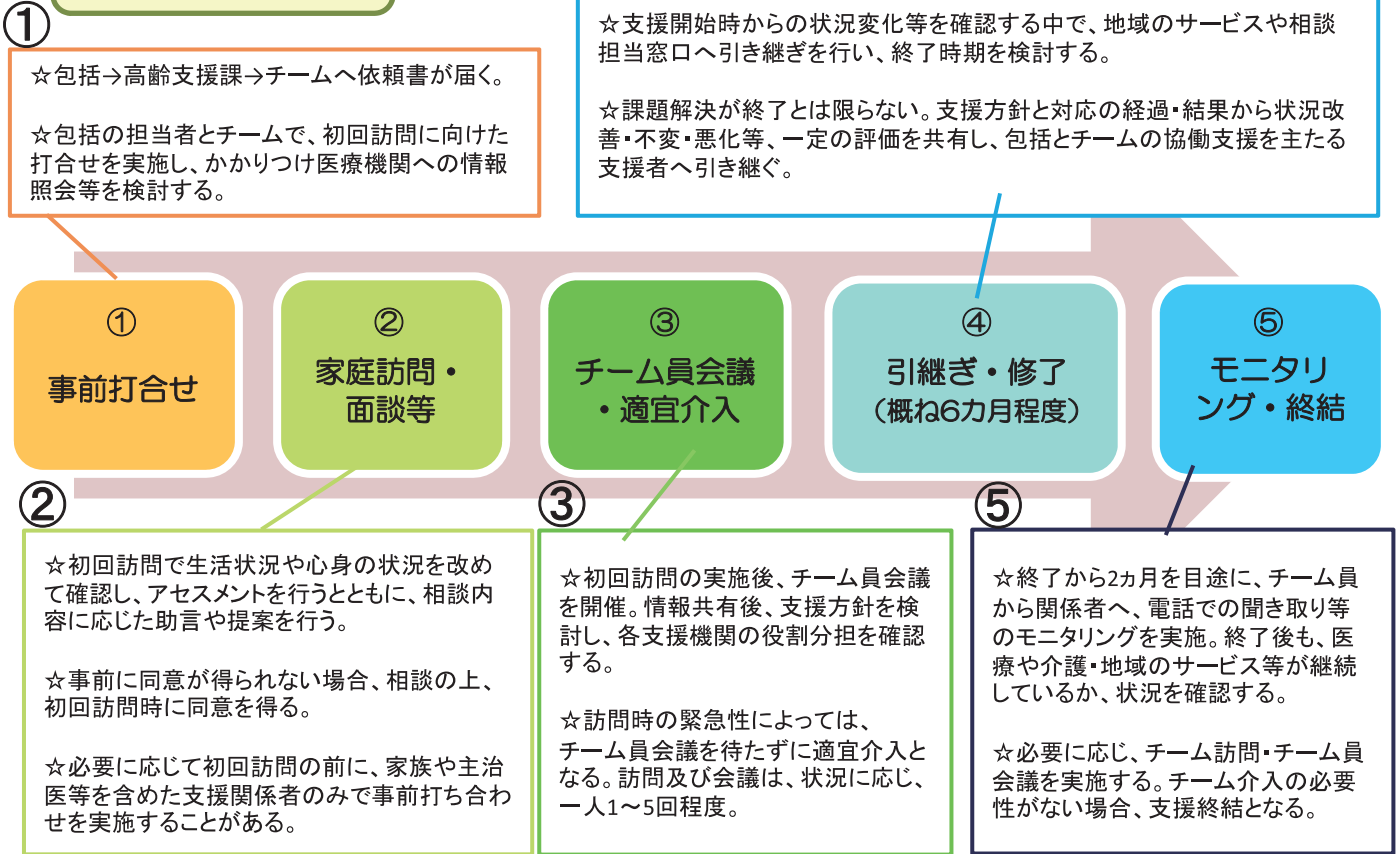 ①
☆包括→高齢支援課→チームへ依頼書が届く。
☆包括の担当者とチームで、初回訪問に向けた
打合せを実施し、かかりつけ医療機関への情報
照会等を検討する。
☆支援開始時からの状況変化等を確認する中で、地域のサービスや相談
担当窓口へ引き継ぎを行い、終了時期を検討する。
☆課題解決が終了とは限らない。支援方針と対応の経過・結果から状況改
善・不変・悪化等、一定の評価を共有し、包括とチームの協働支援を主たる
支援者へ引き継ぐ。
①
事前打合せ
②
家庭訪問・
面談等
③
チーム員会議
・適宜介入
④
引継ぎ・修了
（概ね6カ月程度）
⑤
モニタリ
ング・終結
②
☆初回訪問で生活状況や心身の状況を改め
て確認し、アセスメントを行うとともに、相談内
容に応じた助言や提案を行う。
☆事前に同意が得られない場合、相談の上、
初回訪問時に同意を得る。
☆必要に応じて初回訪問の前に、家族や主治
医等を含めた支援関係者のみで事前打ち合わ
せを実施することがある。
③
☆初回訪問の実施後、チーム員会議
を開催。情報共有後、支援方針を検
討し、各支援機関の役割分担を確認
する。
☆訪問時の緊急性によっては、
チーム員会議を待たずに適宜介入と
なる。訪問及び会議は、状況に応じ、
一人1～5回程度。
⑤
☆終了から2ヵ月を目途に、チーム員
から関係者へ、電話での聞き取り等
のモニタリングを実施。終了後も、医
療や介護・地域のサービス等が継続
しているか、状況を確認する。
☆必要に応じ、チーム訪問・チーム員
会議を実施する。チーム介入の必要
性がない場合、支援終結となる。